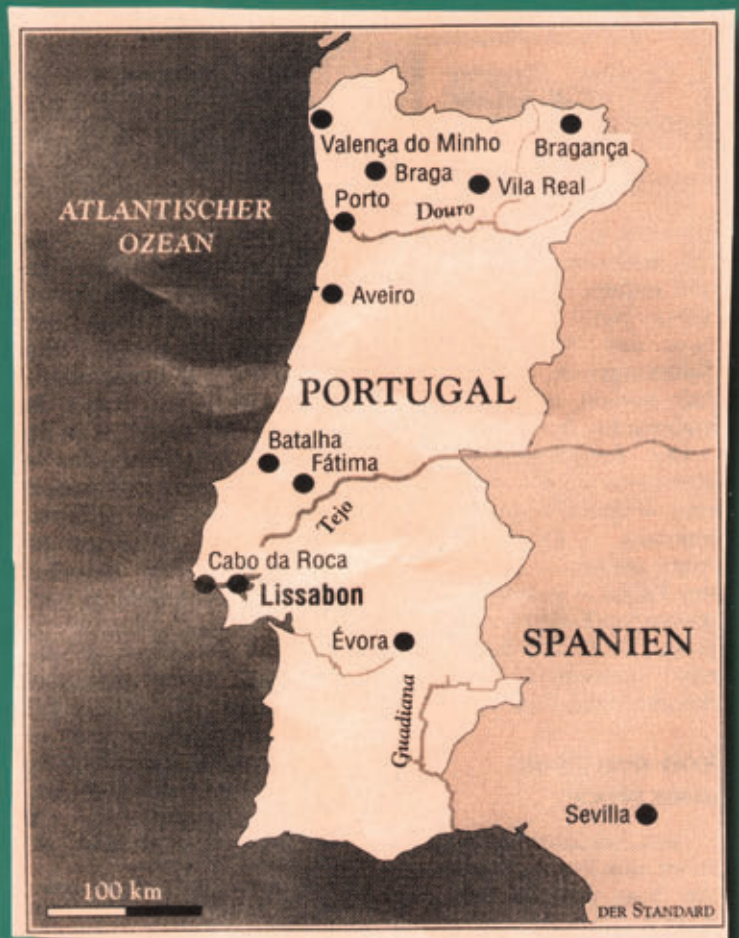 Valença do Minho
Bragança
Braga
Vila Real
Porto
Douro
ATLANTISCHER
OZEAN
Aveiro
PORTUGAL
Batalha
Fátima
Tejo
Cabo da Roca
Lissabon
Évora
SPANIEN
Guadiana
Sevilla
100 km
DER STANDARD